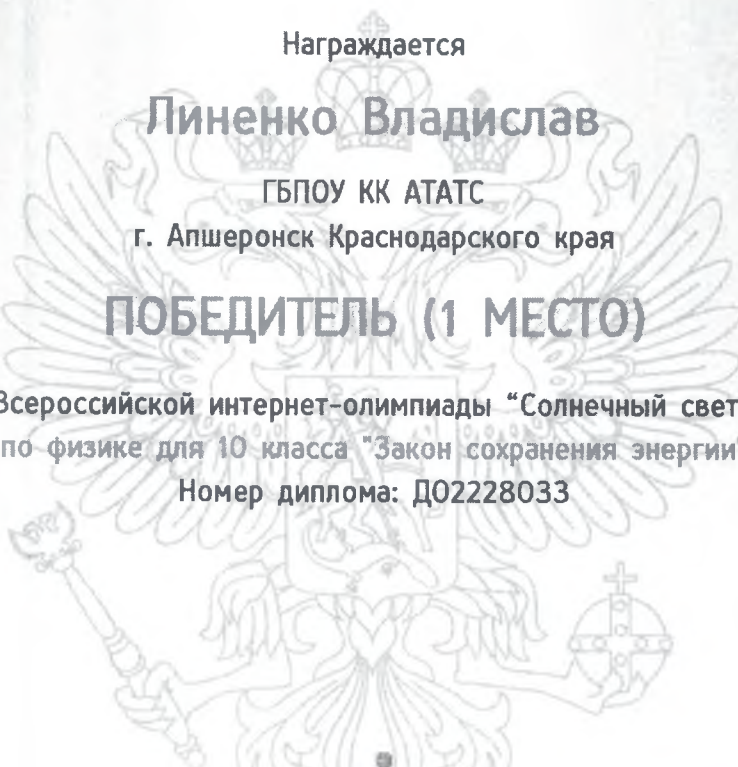 Награждается
Линенко Владислав
ГБПОУ КК АТАТС
г. Апшеронск Краснодарского края
ПОБЕДИТЕЛЬ (1 МЕСТО)
Всероссийской интернет-олимпиады "Солнечный свет
по физике для 10 класса "Закон сохранения энергии"
Номер диплома: ДО2228033